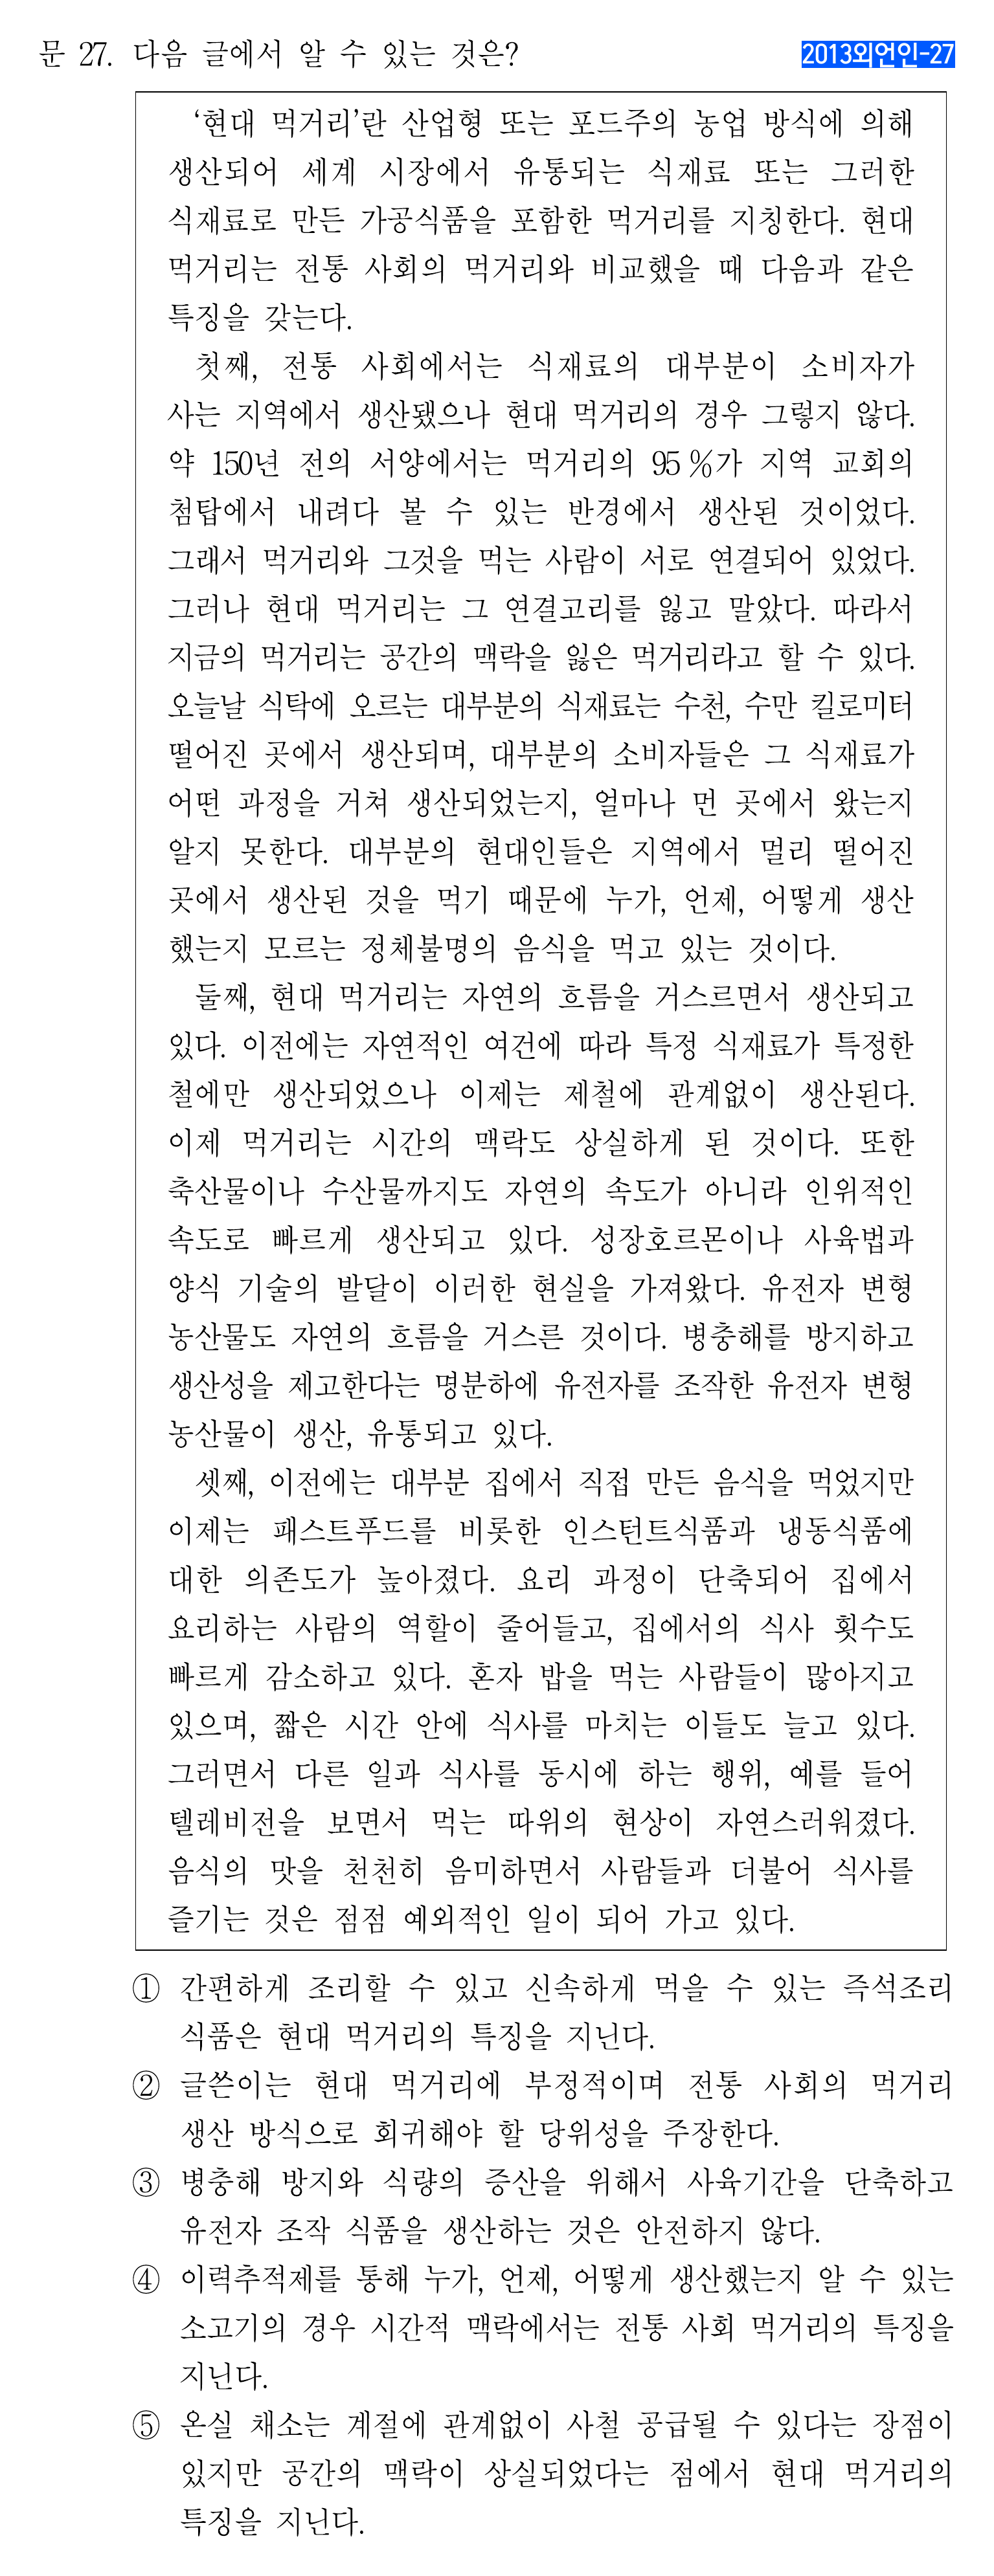 문 27. 다음 글에서 알 수 있는 것은?
2013외언인-27
‘현대 먹거리’란 산업형 또는 포드주의 농업 방식에 의해
생산되어 세계 시장에서 유통되는 식재료 또는 그러한
식재료로 만든 가공식품을 포함한 먹거리를 지칭한다. 현대
먹거리는 전통 사회의 먹거리와 비교했을 때 다음과 같은
특징을 갖는다.
첫째, 전통 사회에서는 식재료의 대부분이 소비자가
사는 지역에서 생산됐으나 현대 먹거리의 경우 그렇지 않다.
약 150년 전의 서양에서는 먹거리의 95 %가 지역 교회의
첨탑에서 내려다 볼 수 있는 반경에서 생산된 것이었다.
그래서 먹거리와 그것을 먹는 사람이 서로 연결되어 있었다.
그러나 현대 먹거리는 그 연결고리를 잃고 말았다. 따라서
지금의 먹거리는 공간의 맥락을 잃은 먹거리라고 할 수 있다.
오늘날 식탁에 오르는 대부분의 식재료는 수천, 수만 킬로미터
떨어진 곳에서 생산되며, 대부분의 소비자들은 그 식재료가
어떤 과정을 거쳐 생산되었는지, 얼마나 먼 곳에서 왔는지
알지 못한다. 대부분의 현대인들은 지역에서 멀리 떨어진
곳에서 생산된 것을 먹기 때문에 누가, 언제, 어떻게 생산
했는지 모르는 정체불명의 음식을 먹고 있는 것이다.
둘째, 현대 먹거리는 자연의 흐름을 거스르면서 생산되고
있다. 이전에는 자연적인 여건에 따라 특정 식재료가 특정한
철에만 생산되었으나 이제는 제철에 관계없이 생산된다.
이제 먹거리는 시간의 맥락도 상실하게 된 것이다. 또한
축산물이나 수산물까지도 자연의 속도가 아니라 인위적인
속도로 빠르게 생산되고 있다. 성장호르몬이나 사육법과
양식 기술의 발달이 이러한 현실을 가져왔다. 유전자 변형
농산물도 자연의 흐름을 거스른 것이다. 병충해를 방지하고
생산성을 제고한다는 명분하에 유전자를 조작한 유전자 변형
농산물이 생산, 유통되고 있다.
셋째, 이전에는 대부분 집에서 직접 만든 음식을 먹었지만
이제는 패스트푸드를 비롯한 인스턴트식품과 냉동식품에
대한 의존도가 높아졌다. 요리 과정이 단축되어 집에서
요리하는 사람의 역할이 줄어들고, 집에서의 식사 횟수도
빠르게 감소하고 있다. 혼자 밥을 먹는 사람들이 많아지고
있으며, 짧은 시간 안에 식사를 마치는 이들도 늘고 있다.
그러면서 다른 일과 식사를 동시에 하는 행위, 예를 들어
텔레비전을 보면서 먹는 따위의 현상이 자연스러워졌다.
음식의 맛을 천천히 음미하면서 사람들과 더불어 식사를
즐기는 것은 점점 예외적인 일이 되어 가고 있다.
① 간편하게 조리할 수 있고 신속하게 먹을 수 있는 즉석조리
식품은 현대 먹거리의 특징을 지닌다.
② 글쓴이는 현대 먹거리에 부정적이며 전통 사회의 먹거리
생산 방식으로 회귀해야 할 당위성을 주장한다.
③ 병충해 방지와 식량의 증산을 위해서 사육기간을 단축하고
유전자 조작 식품을 생산하는 것은 안전하지 않다.
④ 이력추적제를 통해 누가, 언제, 어떻게 생산했는지 알 수 있는
소고기의 경우 시간적 맥락에서는 전통 사회 먹거리의 특징을
지닌다.
⑤ 온실 채소는 계절에 관계없이 사철 공급될 수 있다는 장점이
있지만 공간의 맥락이 상실되었다는 점에서 현대 먹거리의
특징을 지닌다.